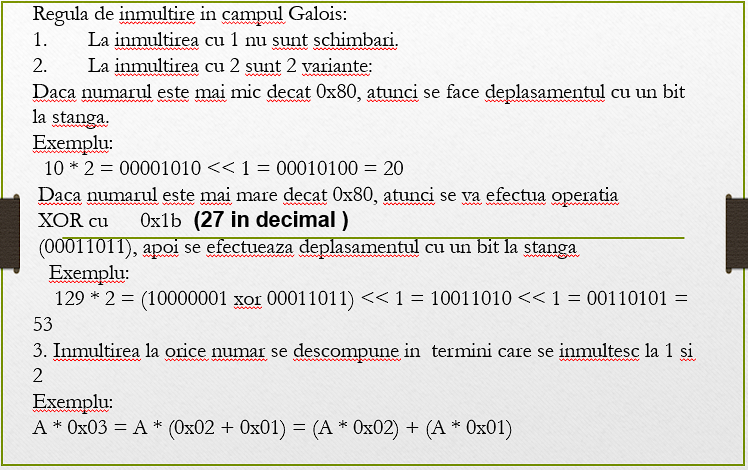 Regula de inmultire in campul Galois:
1. La inmultirea cu 1 nu sunt schimbari.
2. La inmultirea cu 2 sunt 2 variante:
Daca numarul este mai mic decat 0x80, atunci se face deplasamentul cu un bit
la stanga.
Exemplu:
10 * 2 = 00001010 << 1 = 00010100 = 20
Daca numarul este mai mare decat 0x80, atunci se va efectua operatia
XOR cu 0x1b (27 in decimal )
(00011011), apoi se efectueaza deplasamentul cu un bit la stanga
Exemplu:
129 * 2 = (10000001 xor 00011011) << 1 = 10011010 << 1 = 00110101 =
53
3. Inmultirea la orice numar se descompune in termini care se inmultesc la 1 si
2
Exemplu:
A * 0x03 = A * (0x02 + 0x01) = (A * 0x02) + (A * 0x01)